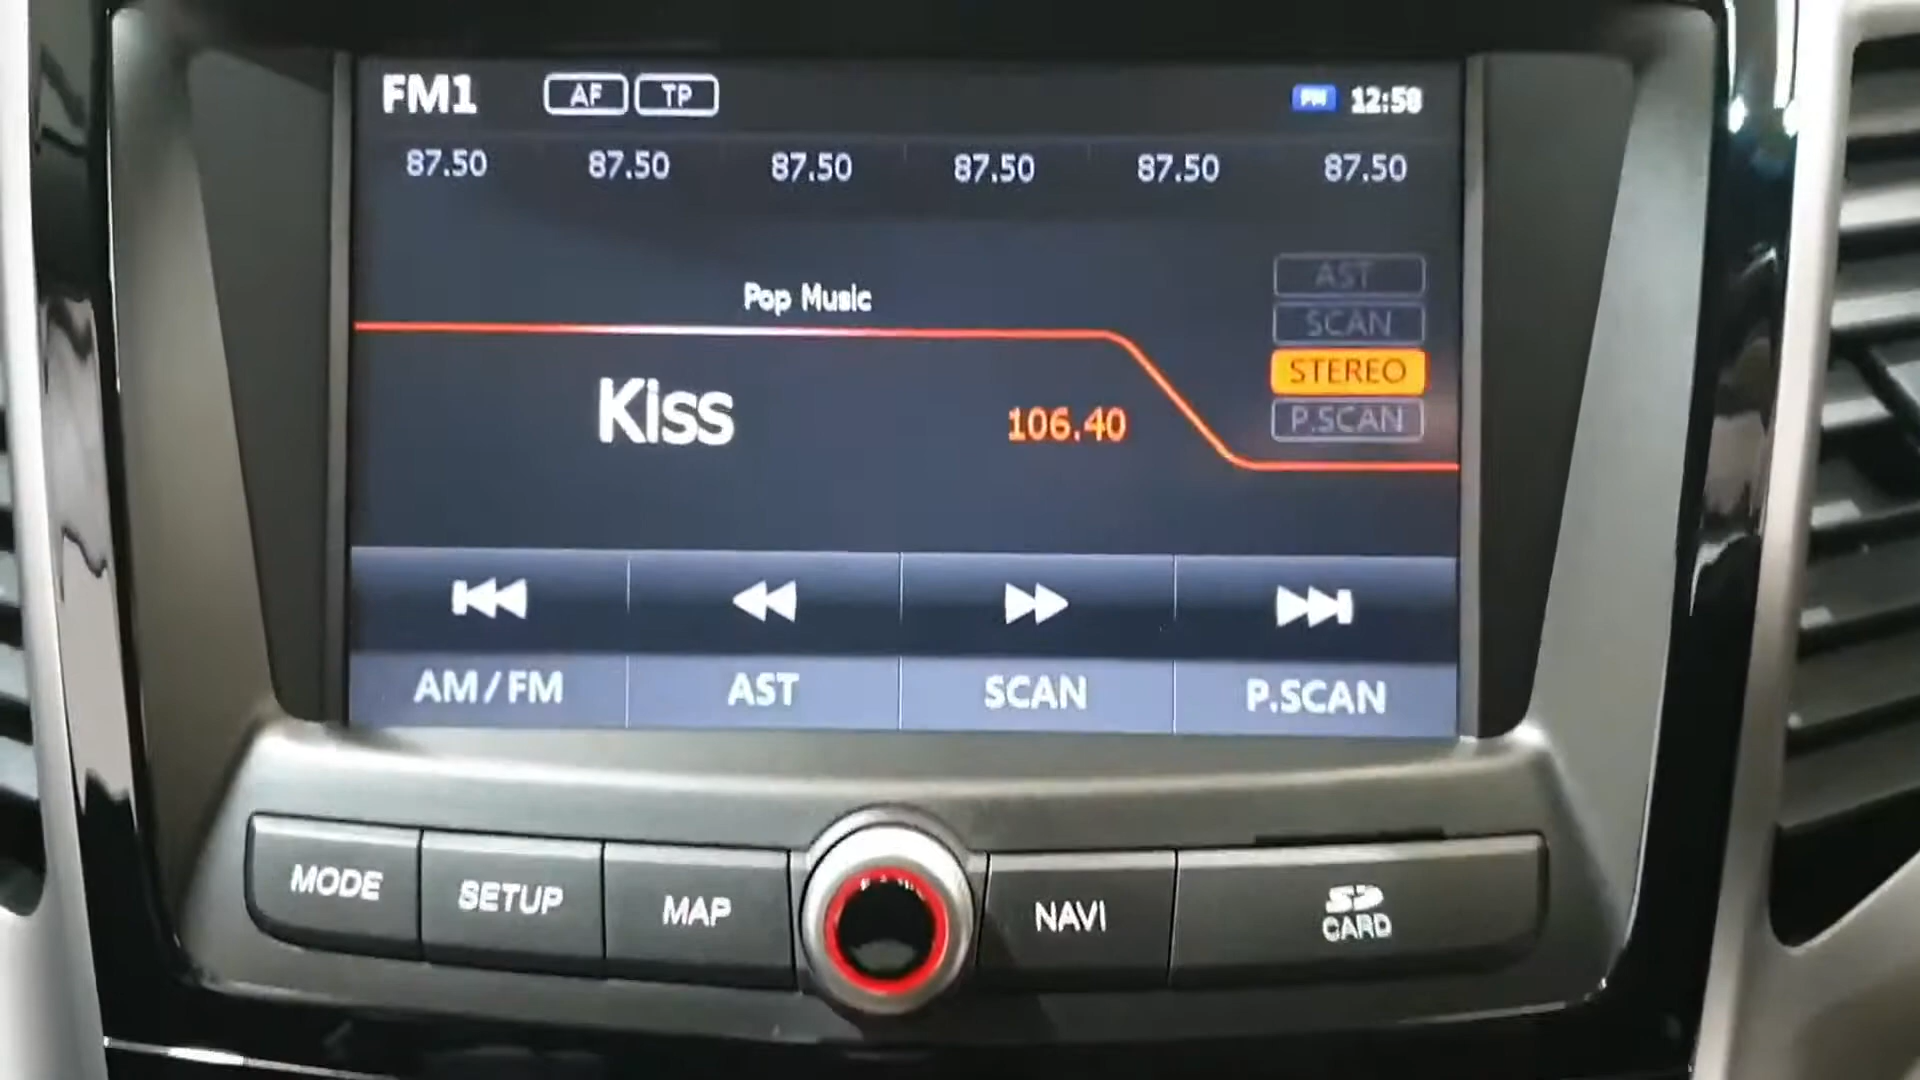 FM1 AF TP PM 12:58
87.50 87.50 87.50 87.50 87.50 87.50
AST
Pop Music
SCAN
STEREO
Kiss 106.40
P.SCAN
AM/FM AST SCAN P.SCAN
MODE SETUP MAP NAVI SD CARD